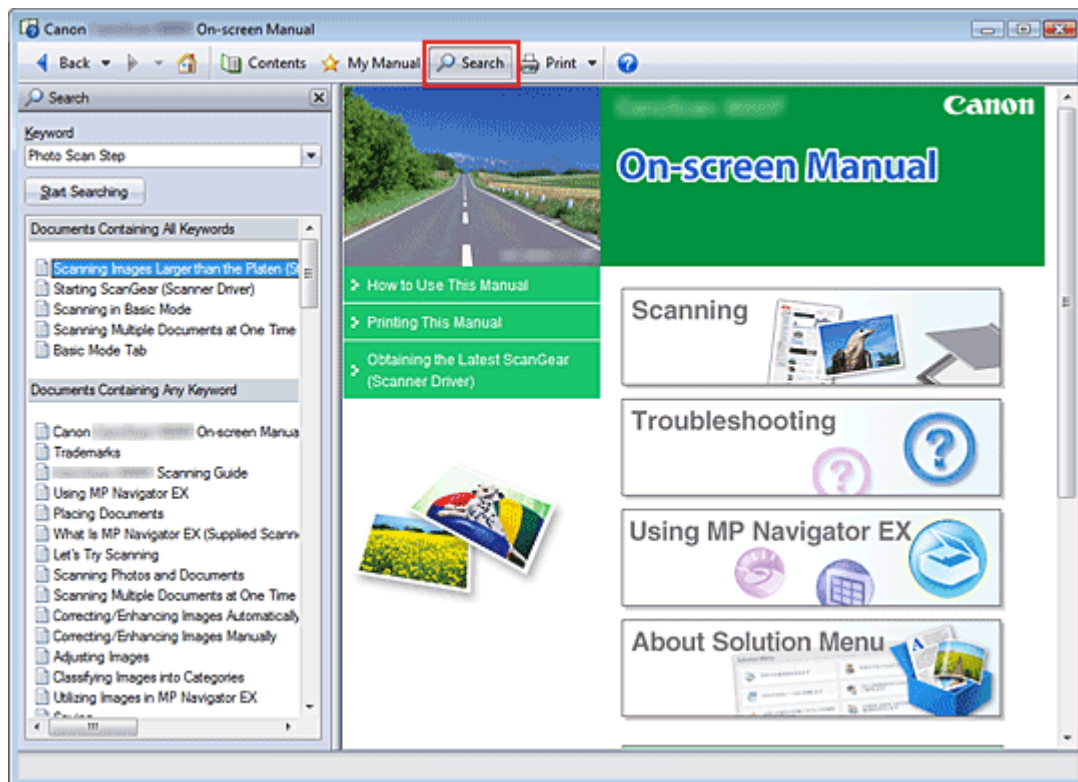 Canon On-screen Manual
Back Contents My Manual Search Print
Search
Keyword
Photo Scan Step
Start Searching
Documents Containing All Keywords
Scanning Images Larger than the Platen (S
Starting ScanGear (Scanner Driver)
Scanning in Basic Mode
Scanning Multiple Documents at One Time
Basic Mode Tab
Documents Containing Any Keyword
Canon On-screen Manua
Trademarks
Scanning Guide
Using MP Navigator EX
Placing Documents
What Is MP Navigator EX (Supplied Scann
Let's Try Scanning
Scanning Photos and Documents
Scanning Multiple Documents at One Time
Correcting/Enhancing Images Automatically
Correcting/Enhancing Images Manually
Adjusting Images
Classifying Images into Categories
Utilizing Images in MP Navigator EX
Canon
On-screen Manual
How to Use This Manual
Printing This Manual
Obtaining the Latest ScanGear
(Scanner Driver)
Scanning
Troubleshooting
Using MP Navigator EX
About Solution Menu